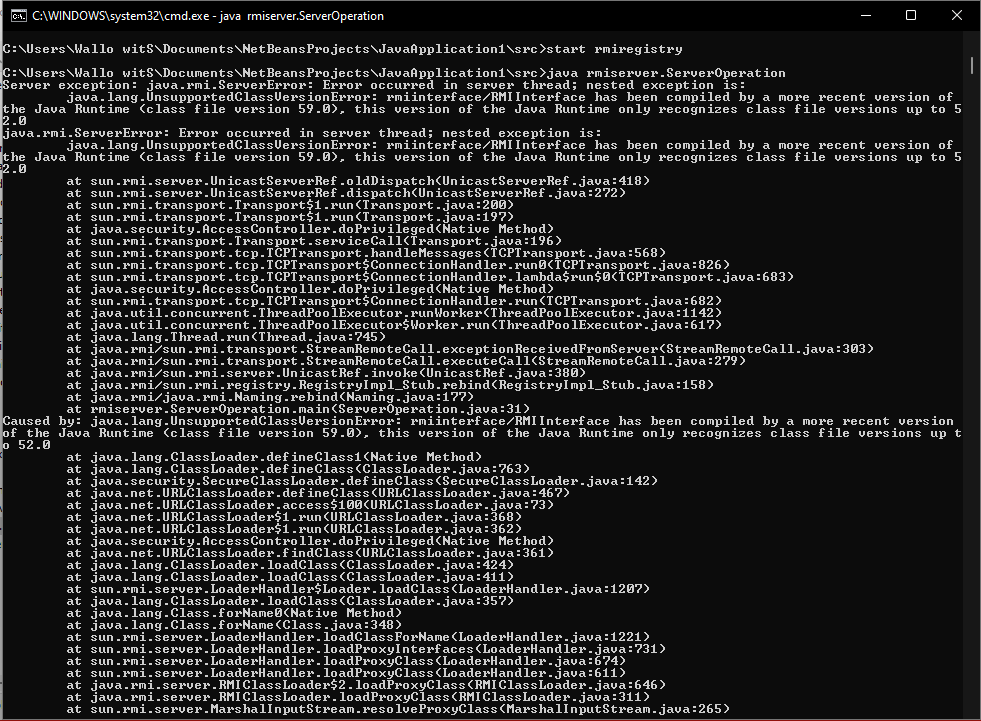 C:\WINDOWS\system32\cmd.exe - java rmiserver.ServerOperation
C:\Users\Wallo witS\Documents\NetBeansProjects\JavaApplication1\src>start rmiregistry
C:\Users\Wallo witS\Documents\NetBeansProjects\JavaApplication1\src>java rmiserver.ServerOperation
Server exception: java.rmi.ServerError: Error occurred in server thread; nested exception is:
java.lang.UnsupportedClassVersionError: rmiinterface/RMIInterface has been compiled by a more recent version of
the Java Runtime (class file version 59.0), this version of the Java Runtime only recognizes class file versions up to 5
2.0
java.rmi.ServerError: Error occurred in server thread; nested exception is:
java.lang.UnsupportedClassVersionError: rmiinterface/RMIInterface has been compiled by a more recent version of
the Java Runtime (class file version 59.0), this version of the Java Runtime only recognizes class file versions up to 5
2.0
at sun.rmi.server.UnicastServerRef.oldDispatch(UnicastServerRef.java:418)
at sun.rmi.server.UnicastServerRef.dispatch(UnicastServerRef.java:272)
at sun.rmi.transport.Transport$1.run(Transport.java:200)
at sun.rmi.transport.Transport$1.run(Transport.java:197)
at java.security.AccessController.doPrivileged(Native Method)
at sun.rmi.transport.Transport.serviceCall(Transport.java:196)
at sun.rmi.transport.tcp.TCPTransport.handleMessages(TCPTransport.java:568)
at sun.rmi.transport.tcp.TCPTransport$ConnectionHandler.run0(TCPTransport.java:826)
at sun.rmi.transport.tcp.TCPTransport$ConnectionHandler.lambda$run$0(TCPTransport.java:683)
at java.security.AccessController.doPrivileged(Native Method)
at sun.rmi.transport.tcp.TCPTransport$ConnectionHandler.run(TCPTransport.java:682)
at java.util.concurrent.ThreadPoolExecutor.runWorker(ThreadPoolExecutor.java:1142)
at java.util.concurrent.ThreadPoolExecutor$Worker.run(ThreadPoolExecutor.java:617)
at java.lang.Thread.run(Thread.java:745)
at java.rmi/sun.rmi.transport.StreamRemoteCall.exceptionReceivedFromServer(StreamRemoteCall.java:303)
at java.rmi/sun.rmi.transport.StreamRemoteCall.executeCall(StreamRemoteCall.java:279)
at java.rmi/sun.rmi.server.UnicastRef.invoke(UnicastRef.java:380)
at java.rmi/sun.rmi.registry.RegistryImpl_Stub.rebind(RegistryImpl_Stub.java:158)
at java.rmi/java.rmi.Naming.rebind(Naming.java:177)
at rmiserver.ServerOperation.main(ServerOperation.java:31)
Caused by: java.lang.UnsupportedClassVersionError: rmiinterface/RMIInterface has been compiled by a more recent version
of the Java Runtime (class file version 59.0), this version of the Java Runtime only recognizes class file versions up t
o 52.0
at java.lang.ClassLoader.defineClass1(Native Method)
at java.lang.ClassLoader.defineClass(ClassLoader.java:763)
at java.security.SecureClassLoader.defineClass(SecureClassLoader.java:142)
at java.net.URLClassLoader.defineClass(URLClassLoader.java:467)
at java.net.URLClassLoader.access$100(URLClassLoader.java:73)
at java.net.URLClassLoader$1.run(URLClassLoader.java:368)
at java.net.URLClassLoader$1.run(URLClassLoader.java:362)
at java.security.AccessController.doPrivileged(Native Method)
at java.net.URLClassLoader.findClass(URLClassLoader.java:361)
at java.lang.ClassLoader.loadClass(ClassLoader.java:424)
at java.lang.ClassLoader.loadClass(ClassLoader.java:411)
at sun.rmi.server.LoaderHandler$Loader.loadClass(LoaderHandler.java:1207)
at java.lang.ClassLoader.loadClass(ClassLoader.java:357)
at java.lang.Class.forName0(Native Method)
at java.lang.Class.forName(Class.java:348)
at sun.rmi.server.LoaderHandler.loadClassForName(LoaderHandler.java:1221)
at sun.rmi.server.LoaderHandler.loadProxyInterfaces(LoaderHandler.java:731)
at sun.rmi.server.LoaderHandler.loadProxyClass(LoaderHandler.java:674)
at sun.rmi.server.LoaderHandler.loadProxyClass(LoaderHandler.java:611)
at java.rmi.server.RMIClassLoader$2.loadProxyClass(RMIClassLoader.java:646)
at java.rmi.server.RMIClassLoader.loadProxyClass(RMIClassLoader.java:311)
at sun.rmi.server.MarshalInputStream.resolveProxyClass(MarshalInputStream.java:265)